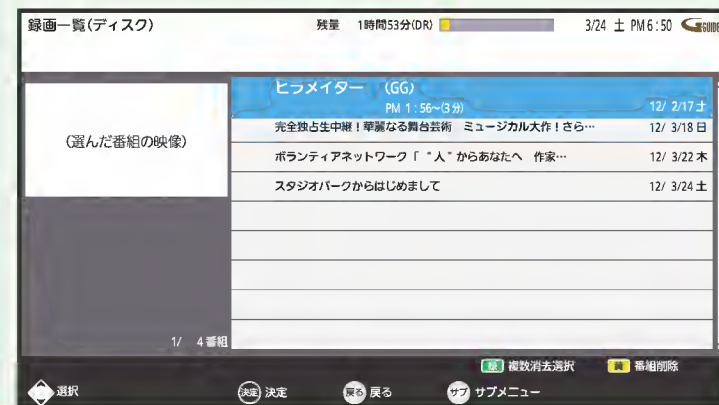 録画一覧(ディスク) 残量 1時間53分(DR) 3/24 土 PM 6:50 GGUIDE
ヒラメイター (GG)
PM 1:56~(3分) 12/ 2/17 土
完全独占生中継!華麗なる舞台芸術 ミュージカル大作!さら… 12/ 3/18 日
(選んだ番組の映像)
ボランティアネットワーク「“人”からあなたへ 作家… 12/ 3/22 木
スタジオパークからはじめまして 12/ 3/24 土
1/ 4番組
緑 複数消去選択 黄 番組削除
選択 決定 決定 戻る 戻る サブ サブメニュー